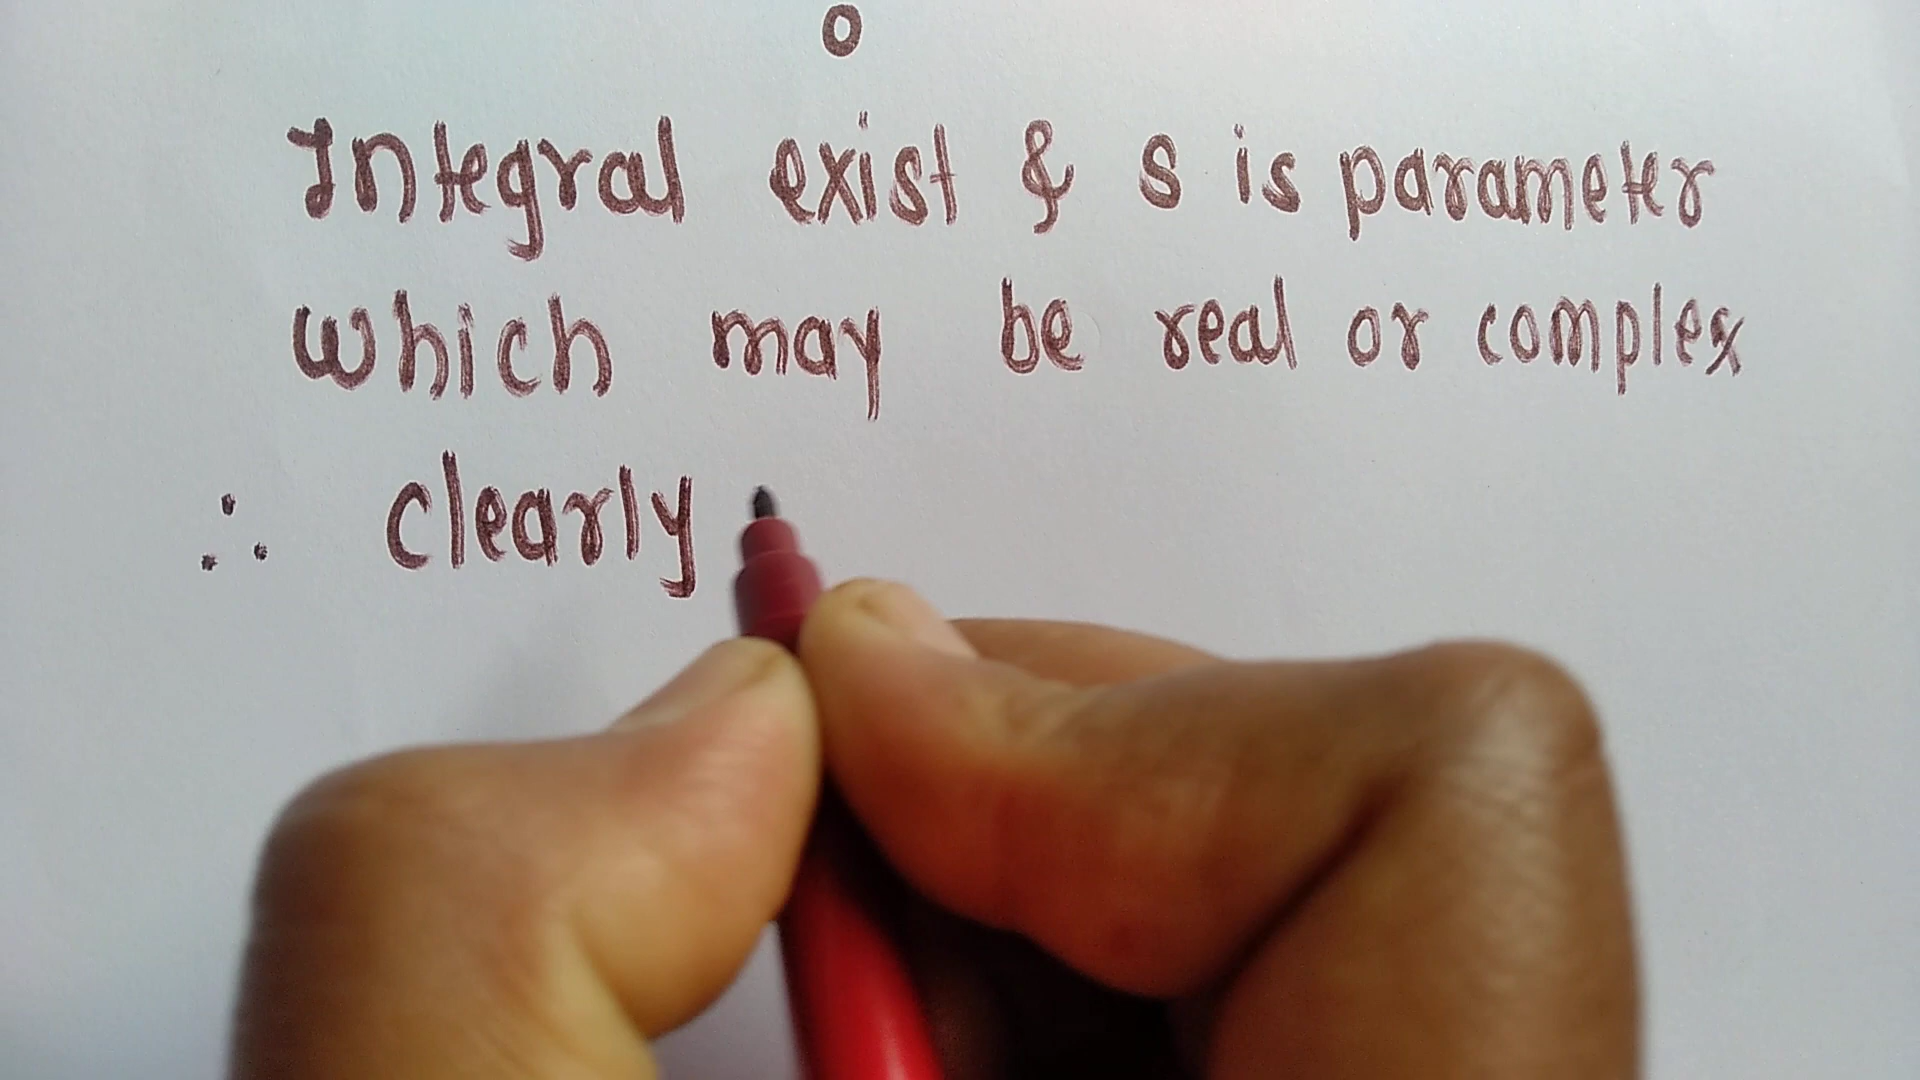 0
Integral exist & s is parameter
which may be real or complex
∴ clearly